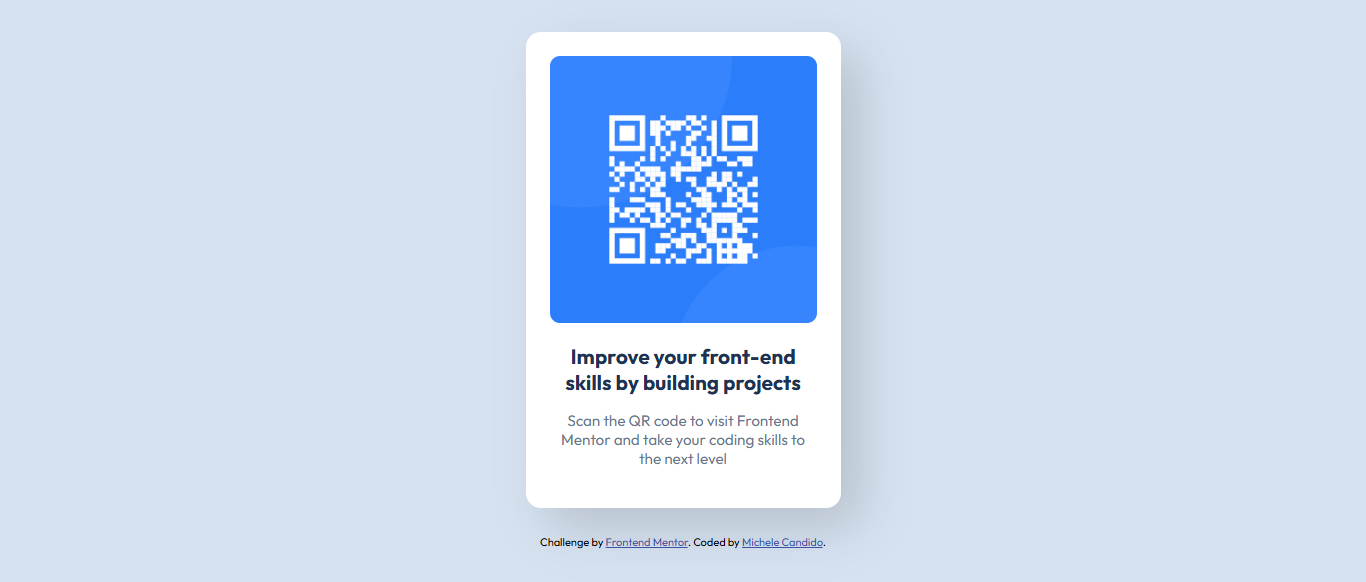 Improve your front-end
skills by building projects
Scan the QR code to visit Frontend
Mentor and take your coding skills to
the next level
Challenge by Frontend Mentor. Coded by Michele Candido.